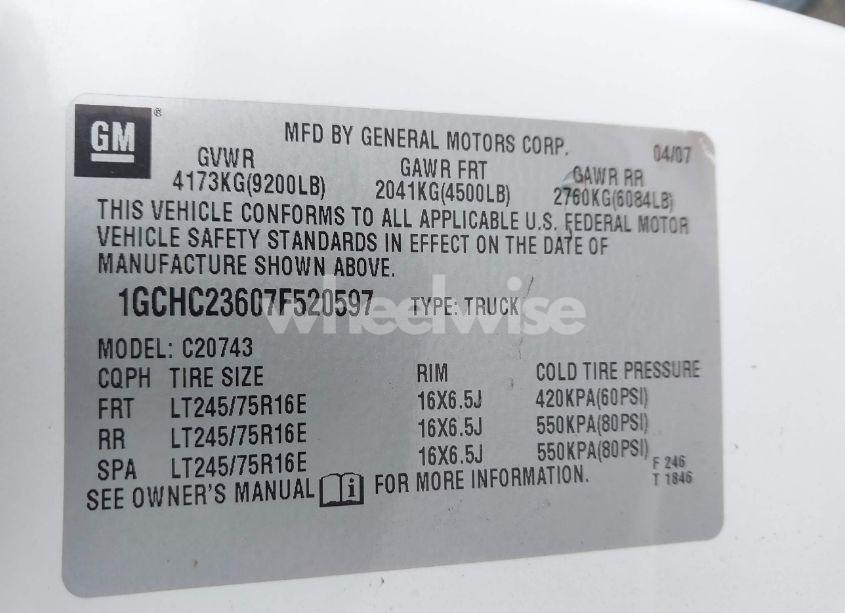 GM ®
MFD BY GENERAL MOTORS CORP. 04/07
GVWR GAWR FRT GAWR RR
4173KG(9200LB) 2041KG(4500LB) 2760KG(6084LB)
THIS VEHICLE CONFORMS TO ALL APPLICABLE U.S. FEDERAL MOTOR
VEHICLE SAFETY STANDARDS IN EFFECT ON THE DATE OF
MANUFACTURE SHOWN ABOVE.
1GCHC23607F520597 TYPE: TRUCK
wheelwise
MODEL: C20743
CQPH TIRE SIZE RIM COLD TIRE PRESSURE
FRT LT245/75R16E 16X6.5J 420KPA(60PSI)
RR LT245/75R16E 16X6.5J 550KPA(80PSI)
SPA LT245/75R16E 16X6.5J 550KPA(80PSI)
SEE OWNER'S MANUAL i FOR MORE INFORMATION.
F 246
T 1846